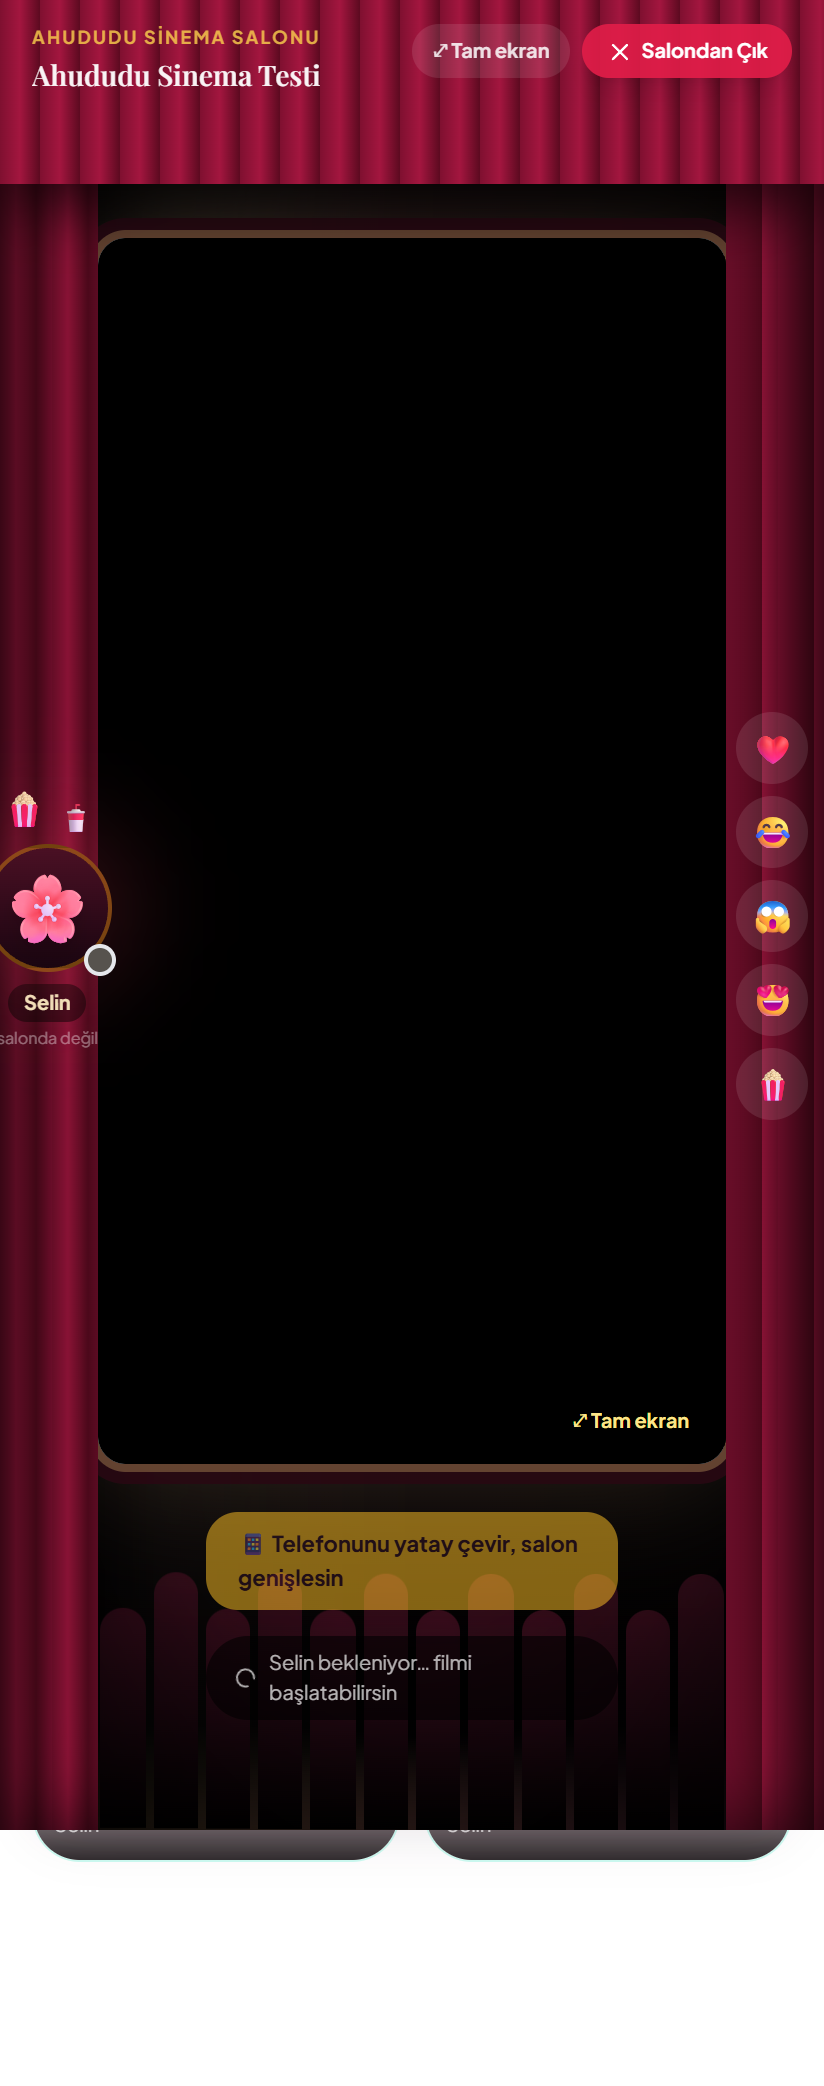 AHUDUDU SİNEMA SALONU
Ahududu Sinema Testi
Tam ekran
Salondan Çık
Selin
salonda değil
Tam ekran
Telefonunu yatay çevir, salon
genişlesin
Selin bekleniyor... filmi
başlatabilirsin